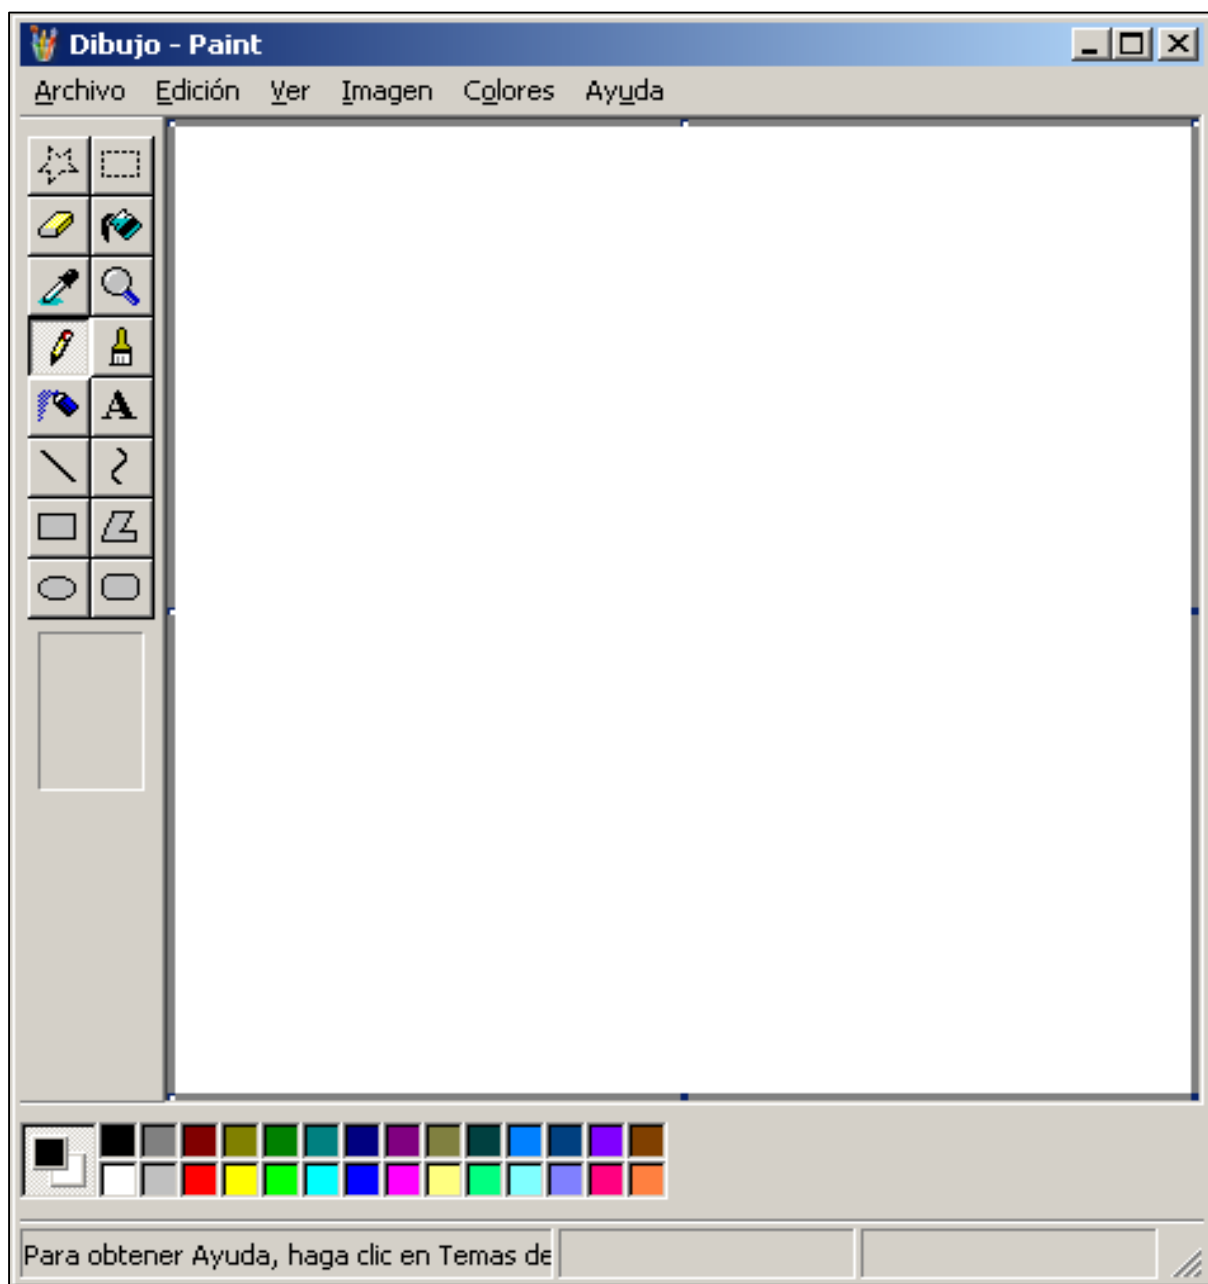 Dibujo - Paint
Archivo Edición Ver Imagen Colores Ayuda
A
Para obtener Ayuda, haga clic en Temas de